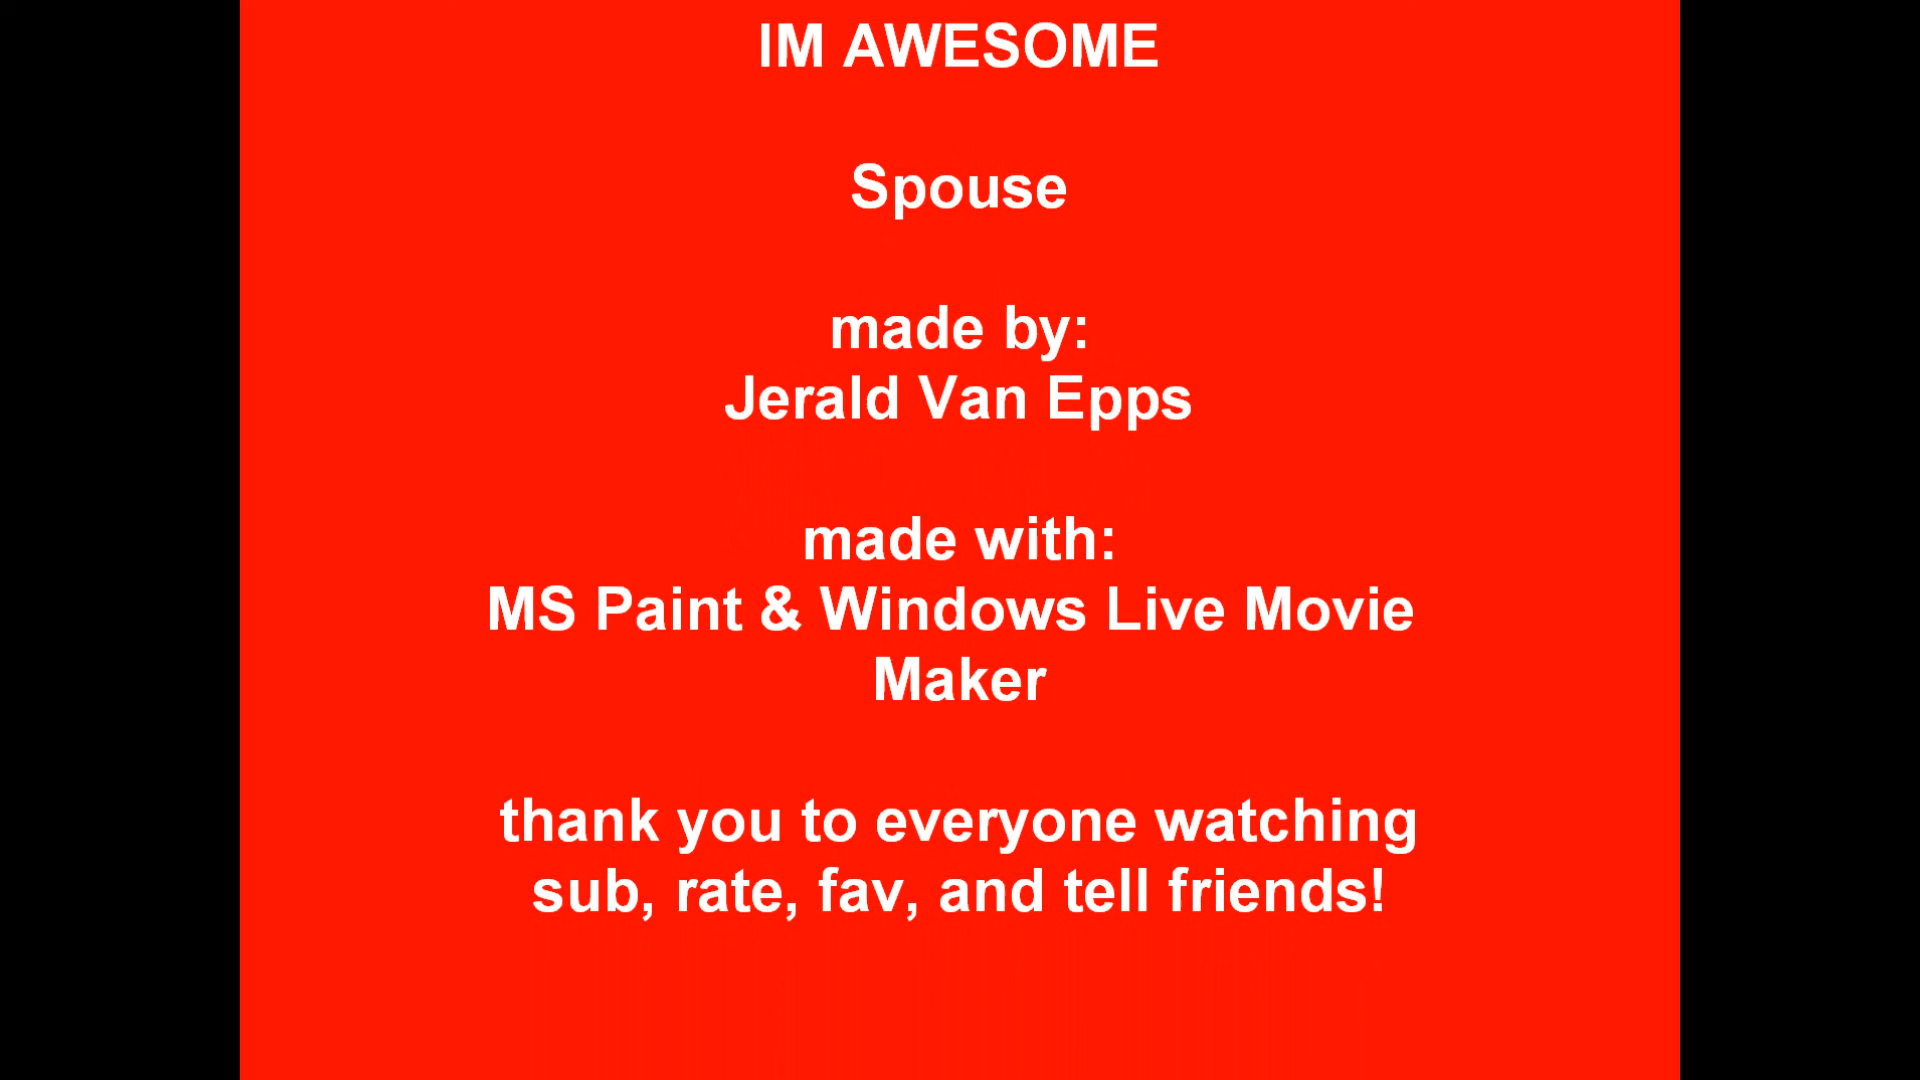 IM AWESOME
Spouse
made by:
Jerald Van Epps
made with:
MS Paint & Windows Live Movie
Maker
thank you to everyone watching
sub, rate, fav, and tell friends!